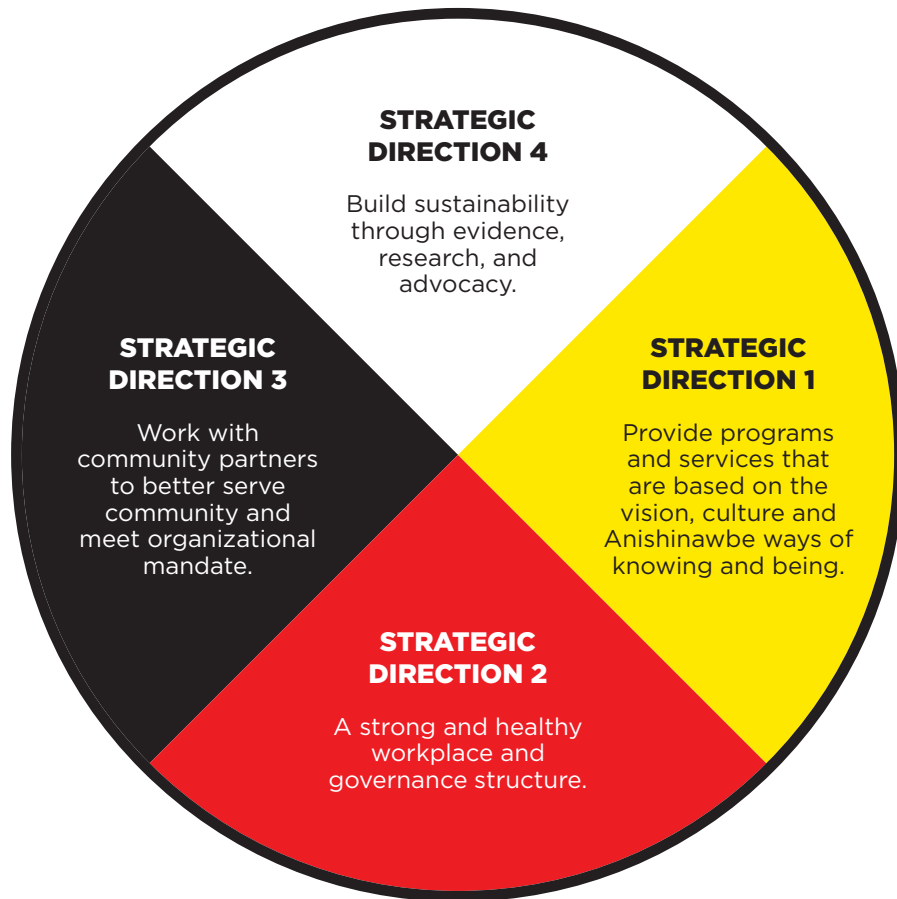 STRATEGIC
DIRECTION 4
Build sustainability
through evidence,
research, and
advocacy.
STRATEGIC
DIRECTION 3
Work with
community partners
to better serve
community and
meet organizational
mandate.
STRATEGIC
DIRECTION 1
Provide programs
and services that
are based on the
vision, culture and
Anishinawbe ways of
knowing and being.
STRATEGIC
DIRECTION 2
A strong and healthy
workplace and
governance structure.